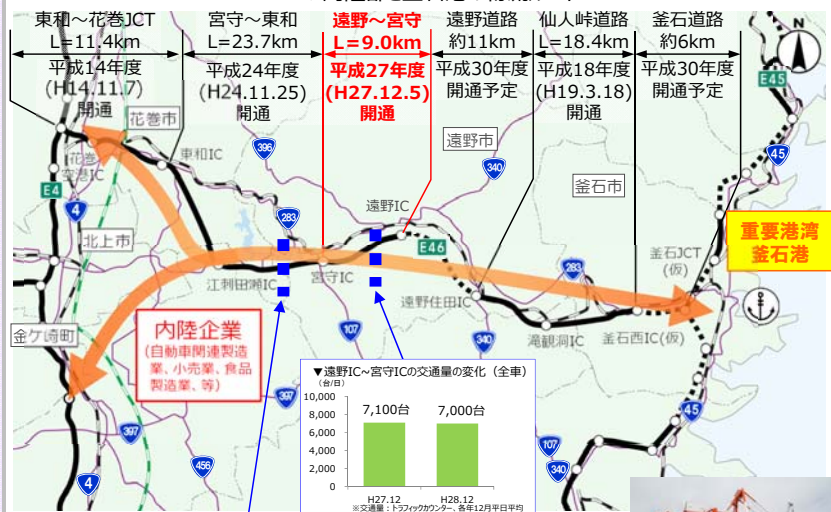 東和～花巻JCT
L=11.4km
平成14年度
(H14.11.7)
開通
宮守～東和
L=23.7km
平成24年度
(H24.11.25)
開通
遠野～宮守
L=9.0km
平成27年度
(H27.12.5)
開通
遠野道路
約11km
平成30年度
開通予定
仙人峠道路
L=18.4km
平成18年度
(H19.3.18)
開通
釜石道路
約6km
平成30年度
開通予定
N
E45
45
花巻市
花巻
空港IC
東和IC
396
遠野市
340
釜石市
E4
4
283
遠野IC
E46
北上市
江刺田瀬IC
宮守IC
遠野住田IC
283
釜石JCT
(仮)
重要港湾
釜石港
金ケ崎町
内陸企業
(自動車関連製造
業、小売業、食品
製造業、等)
107
340
滝観洞IC
釜石西IC(仮)
397
397
456
4
45
107
340
▼遠野IC~宮守ICの交通量の変化（全車）
(台/日)
10,000
8,000
6,000
4,000
2,000
0
7,100台
7,000台
H27.12
H28.12
※交通量：トラフィックカウンター、各年12月平日平均